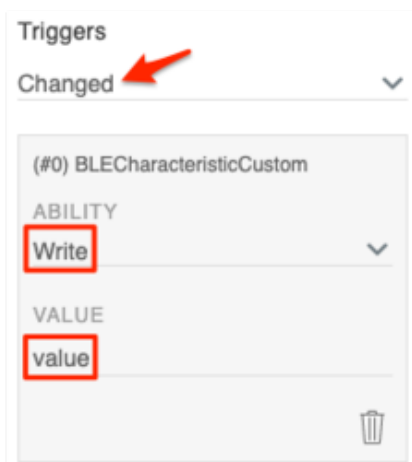 Triggers
Changed
(#0) BLECharacteristicCustom
ABILITY
Write
VALUE
value